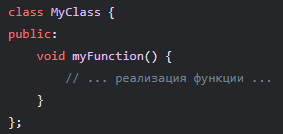 class MyClass {
public:
    void myFunction() {
        // ... реализация функции ...
    }
};